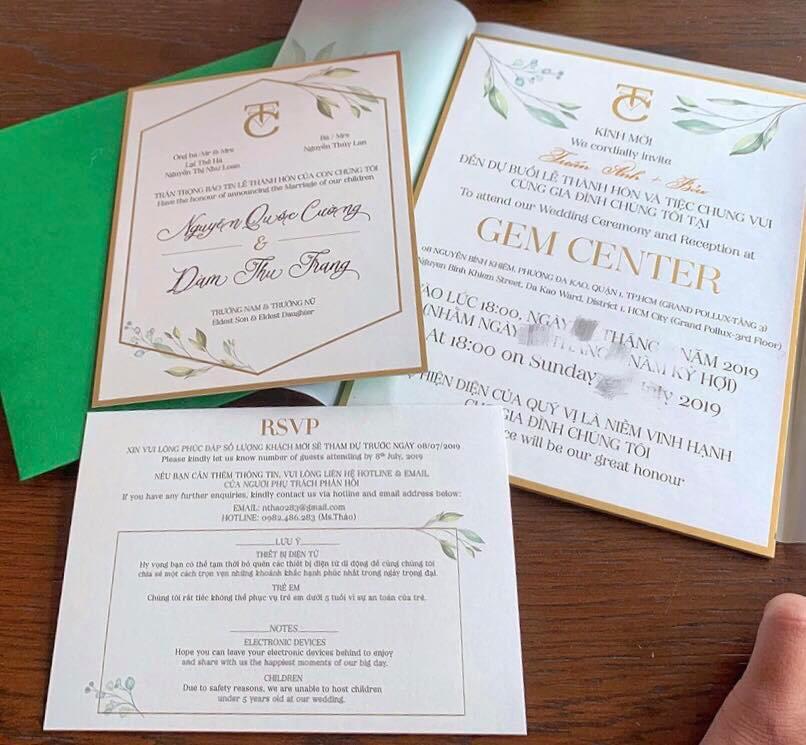 TC
Ông bà/Mr & Mrs
Lại Thế Hà
Nguyễn Thị Như Loan
Bà / Mrs
Nguyễn Thúy Lan
TRÂN TRỌNG BÁO TIN LỄ THÀNH HÔN CỦA CON CHÚNG TÔI
Have the honour of announcing the Marriage of our children
Nguyễn Quốc Cường
&
Đàm Thu Trang
TRƯỞNG NAM & TRƯỞNG NỮ
Eldest Son & Eldest Daughter
TC
KÍNH MỜI
We cordially invite
Tuấn Anh +
ĐẾN DỰ BUỔI LỄ THÀNH HÔN VÀ TIỆC CHUNG VUI
CÙNG GIA ĐÌNH CHÚNG TÔI TẠI
To attend our Wedding Ceremony and Reception at
GEM CENTER
08 NGUYỄN BỈNH KHIÊM, PHƯỜNG ĐA KAO, QUẬN 1, TP.HCM (GRAND POLLUX-TẦNG 3)
Nguyen Binh Khiem Street, Da Kao Ward, District 1, HCM City (Grand Pollux-3rd Floor)
VÀO LÚC 18:00, NGÀY THÁNG NĂM 2019
(NHẰM NGÀY THÁNG NĂM KỶ HỢI)
At 18:00 on Sunday July 2019
HIỆN DIỆN CỦA QUÝ VỊ LÀ NIỀM VINH HẠNH
GIA ĐÌNH CHÚNG TÔI
will be our great honour
RSVP
XIN VUI LÒNG PHÚC ĐÁP SỐ LƯỢNG KHÁCH MỜI SẼ THAM DỰ TRƯỚC NGÀY 08/07/2019
Please kindly let us know number of guests attending by 8th July, 2019
NẾU BẠN CẦN THÊM THÔNG TIN, VUI LÒNG LIÊN HỆ HOTLINE & EMAIL
CỦA NGƯỜI PHỤ TRÁCH PHẢN HỒI
If you have any further enquiries, kindly contact us via hotline and email address below:
EMAIL: nthao283@gmail.com
HOTLINE: 0982.486.283 (Ms.Thảo)
LƯU Ý
THIẾT BỊ ĐIỆN TỬ
Hy vọng bạn có thể tạm thời bỏ quên các thiết bị điện tử di động để cùng chúng tôi
chia sẻ một cách trọn vẹn những khoảnh khắc hạnh phúc nhất trong ngày trọng đại.
TRẺ EM
Chúng tôi rất tiếc không thể phục vụ trẻ em dưới 5 tuổi vì sự an toàn của trẻ.
NOTES
ELECTRONIC DEVICES
Hope you can leave your electronic devices behind to enjoy
and share with us the happiest moments of our big day.
CHILDREN
Due to safety reasons, we are unable to host children
under 5 years old at our wedding.